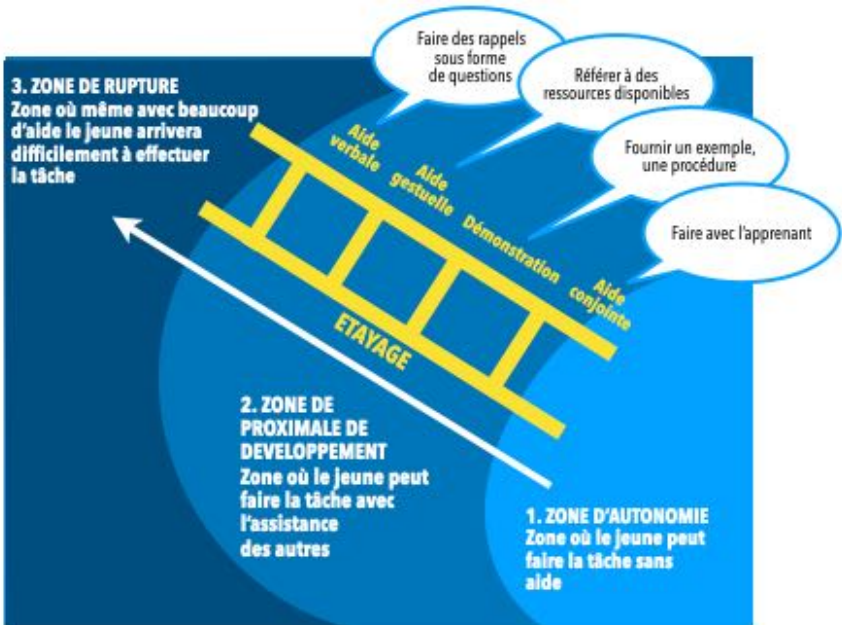 Faire des rappels
sous forme
de questions
Référer à des
ressources disponibles
Fournir un exemple,
une procédure
Faire avec l'apprenant
3. ZONE DE RUPTURE
Zone où même avec beaucoup
d'aide le jeune arrivera
difficilement à effectuer
la tâche
Aide
verbale
Aide
gestuelle
Démonstration
Aide
conjointe
ETAYAGE
2. ZONE DE
PROXIMALE DE
DEVELOPPEMENT
Zone où le jeune peut
faire la tâche avec
l'assistance
des autres
1. ZONE D'AUTONOMIE
Zone où le jeune peut
faire la tâche sans
aide